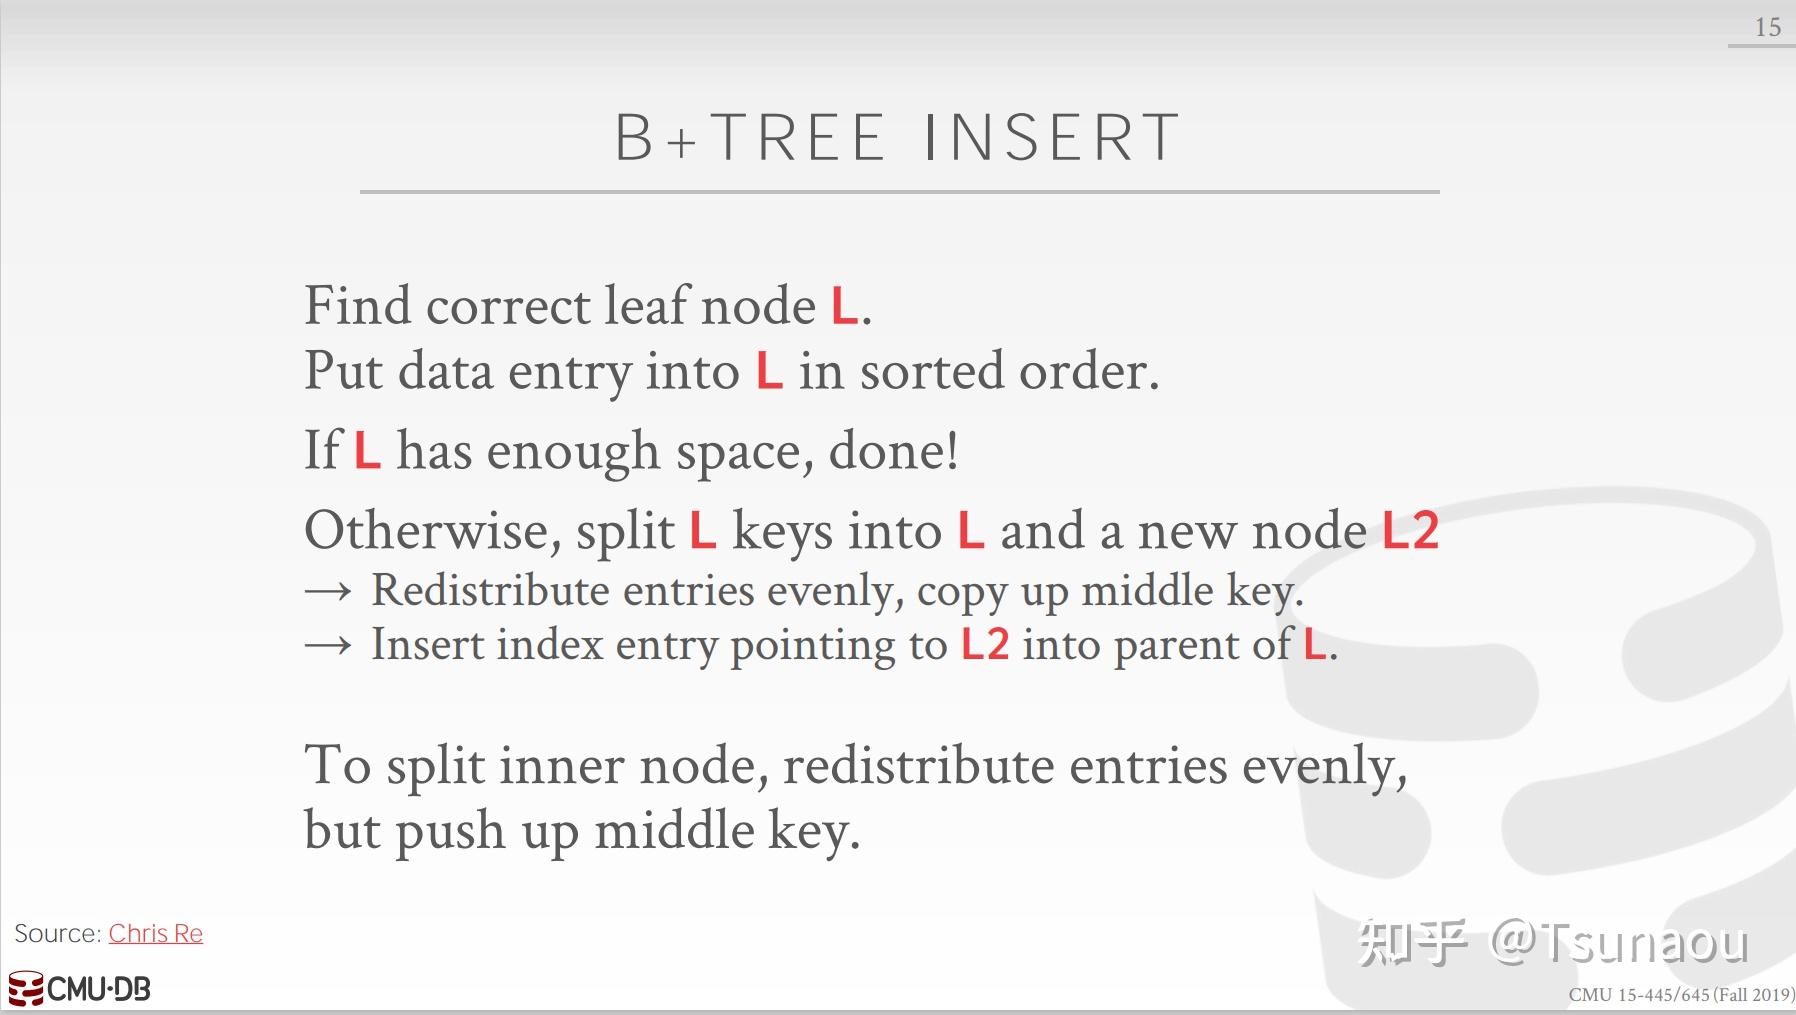 15
B+TREE INSERT
Find correct leaf node L.
Put data entry into L in sorted order.
If L has enough space, done!
Otherwise, split L keys into L and a new node L2
→ Redistribute entries evenly, copy up middle key.
→ Insert index entry pointing to L2 into parent of L.
To split inner node, redistribute entries evenly,
but push up middle key.
Source: Chris Re
知乎 @Tsunaou
CMU·DB
CMU 15-445/645 (Fall 2019)